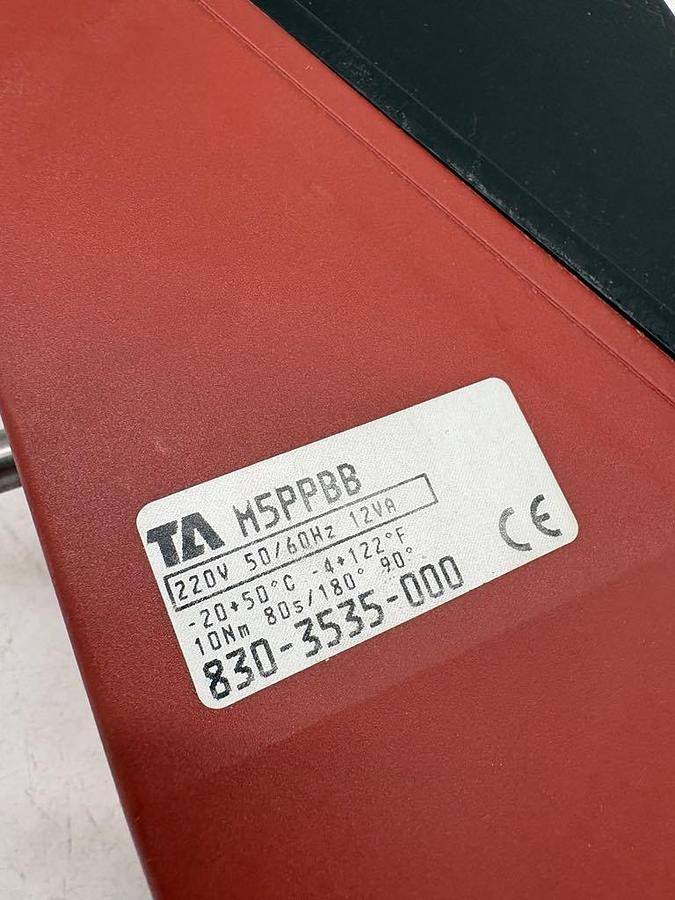 TA M5PPBB
220V 50/60Hz 12VA
-20+50°C -4+122°F
10Nm 80s/180° 90°
830-3535-000
CE